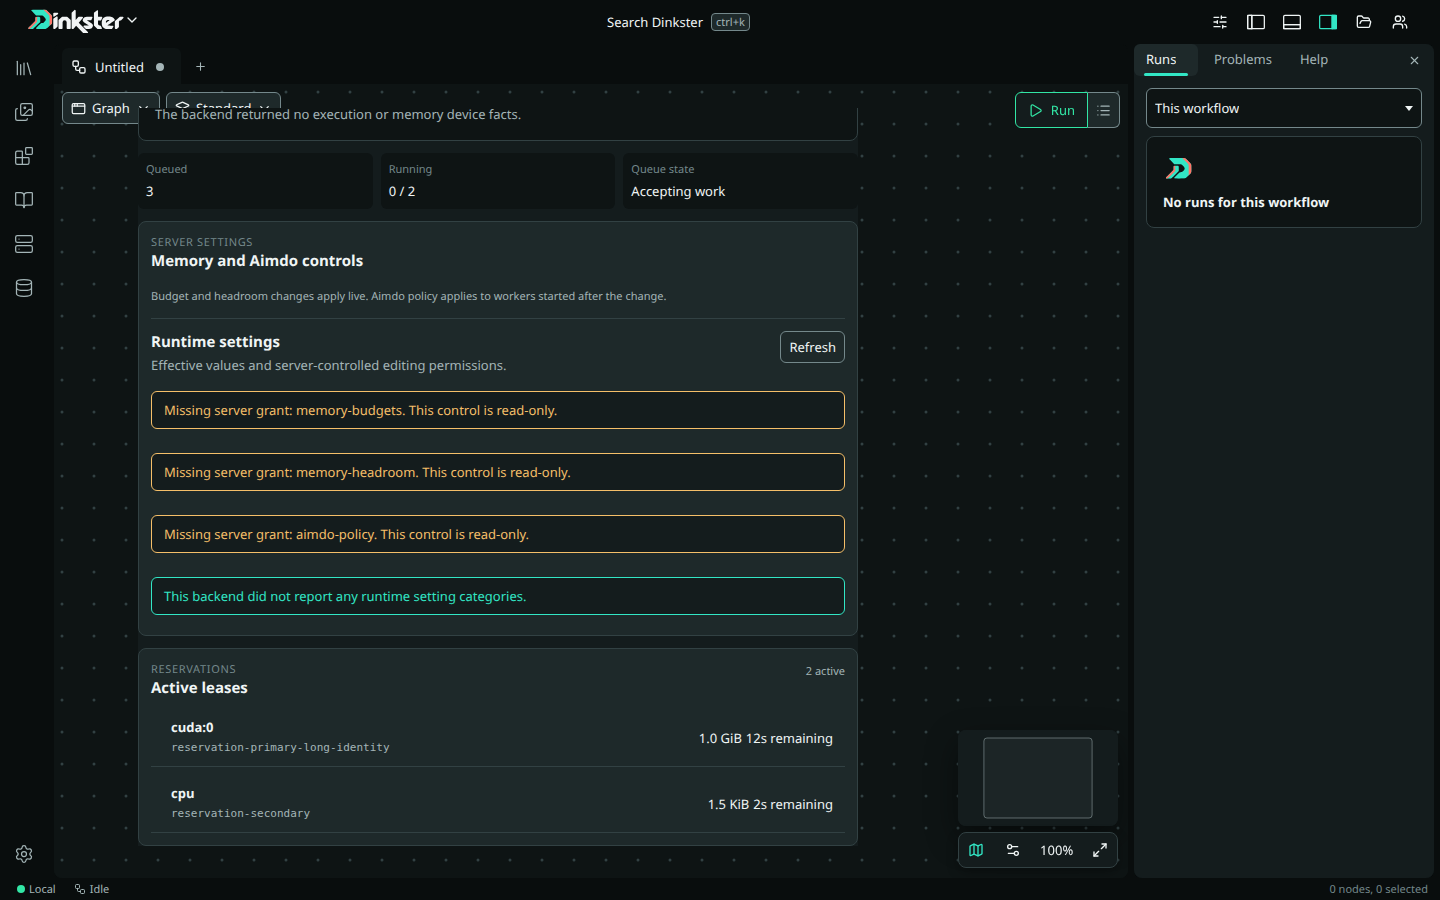 Dinkster
Search Dinkster ctrl+k
Untitled
Graph
Standard
Run
The backend returned no execution or memory device facts.
Queued
3
Running
0 / 2
Queue state
Accepting work
SERVER SETTINGS
Memory and Aimdo controls
Budget and headroom changes apply live. Aimdo policy applies to workers started after the change.
Runtime settings
Refresh
Effective values and server-controlled editing permissions.
Missing server grant: memory-budgets. This control is read-only.
Missing server grant: memory-headroom. This control is read-only.
Missing server grant: aimdo-policy. This control is read-only.
This backend did not report any runtime setting categories.
RESERVATIONS
2 active
Active leases
cuda:0
reservation-primary-long-identity
1.0 GiB 12s remaining
cpu
reservation-secondary
1.5 KiB 2s remaining
100%
Runs
Problems
Help
This workflow
No runs for this workflow
Local
Idle
0 nodes, 0 selected